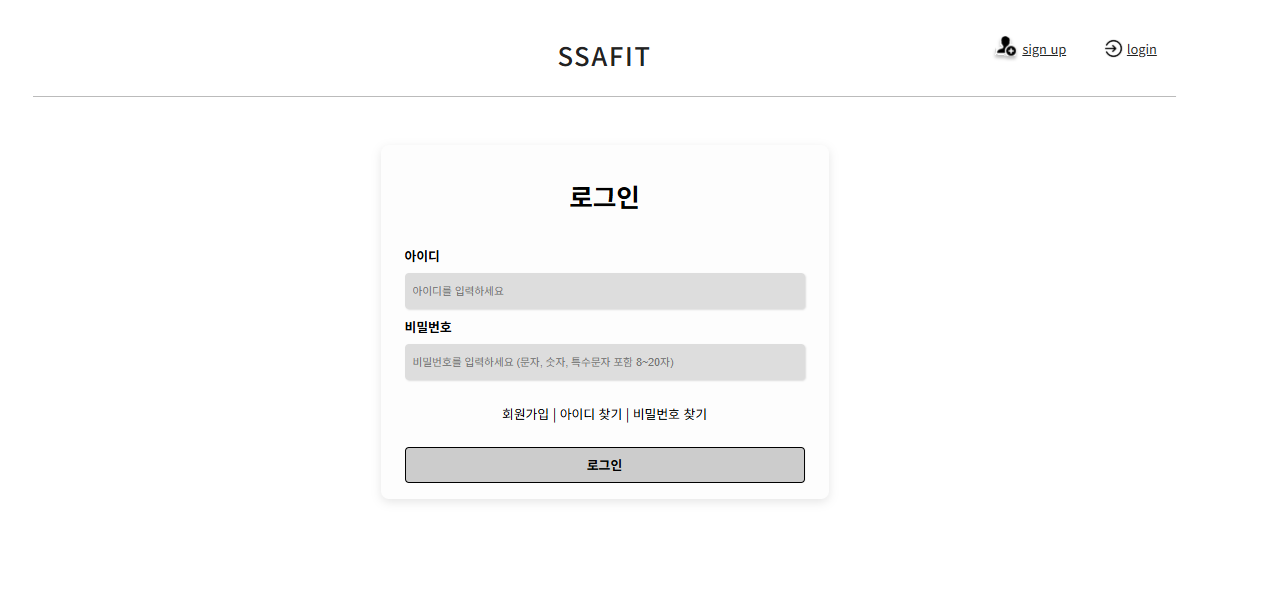 SSAFIT
sign up
login
로그인
아이디
아이디를 입력하세요
비밀번호
비밀번호를 입력하세요 (문자, 숫자, 특수문자 포함 8~20자)
회원가입 | 아이디 찾기 | 비밀번호 찾기
로그인